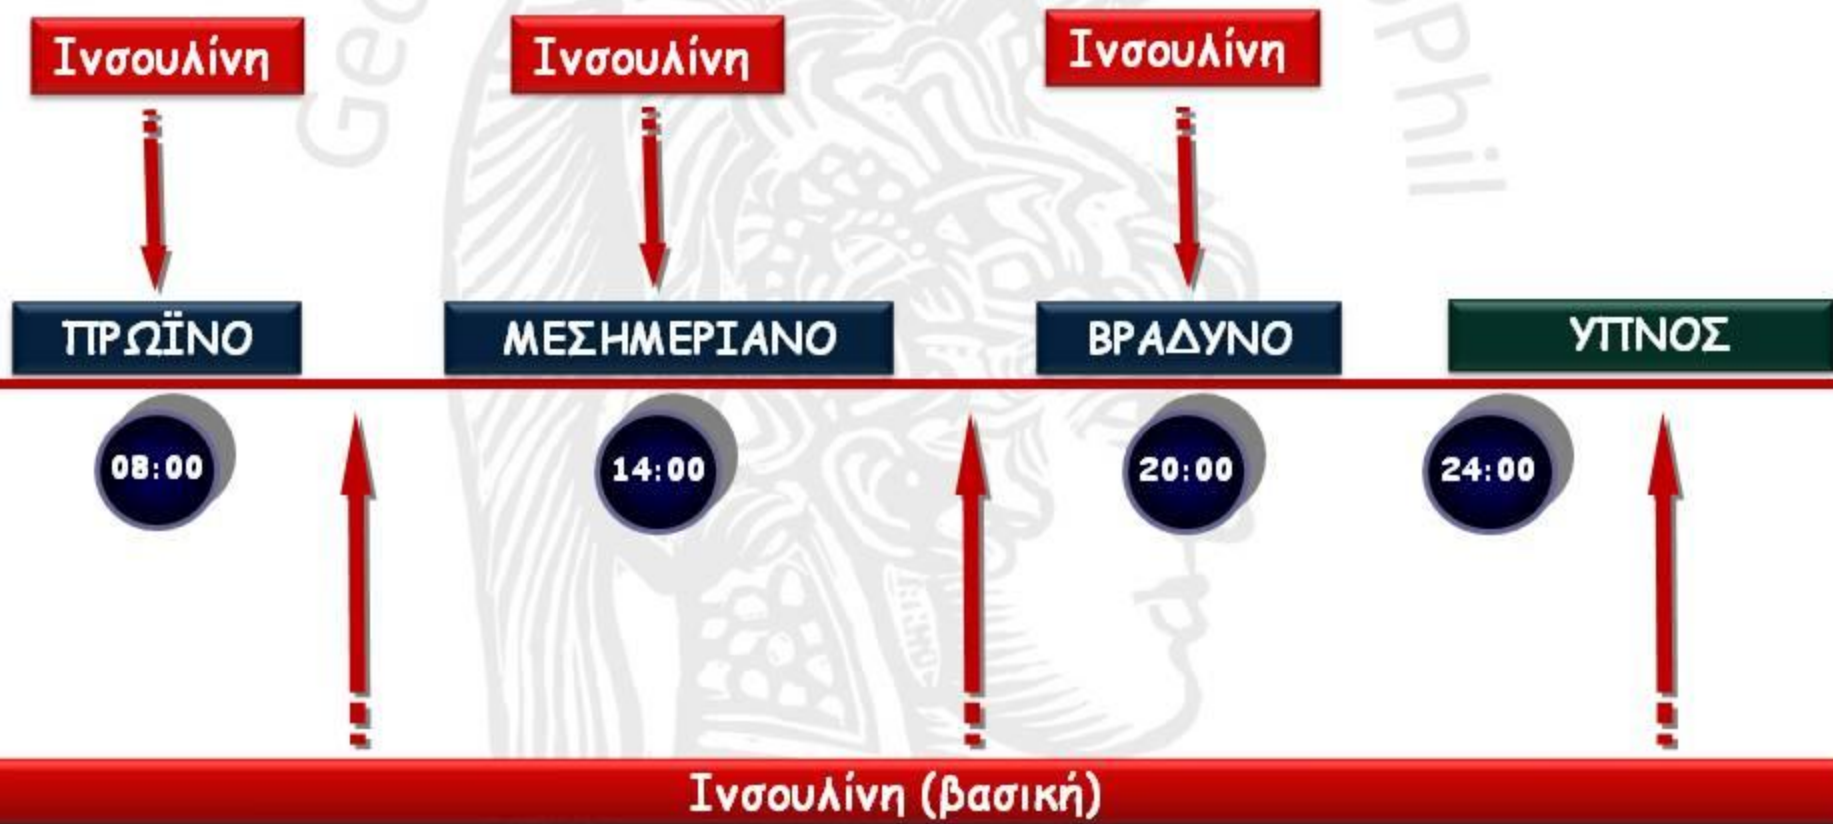 Ινσουλίνη Ινσουλίνη Ινσουλίνη
ΠΡΩΪΝΟ ΜΕΣΗΜΕΡΙΑΝΟ ΒΡΑΔΥΝΟ ΥΠΝΟΣ
08:00 14:00 20:00 24:00
Ινσουλίνη (βασική)